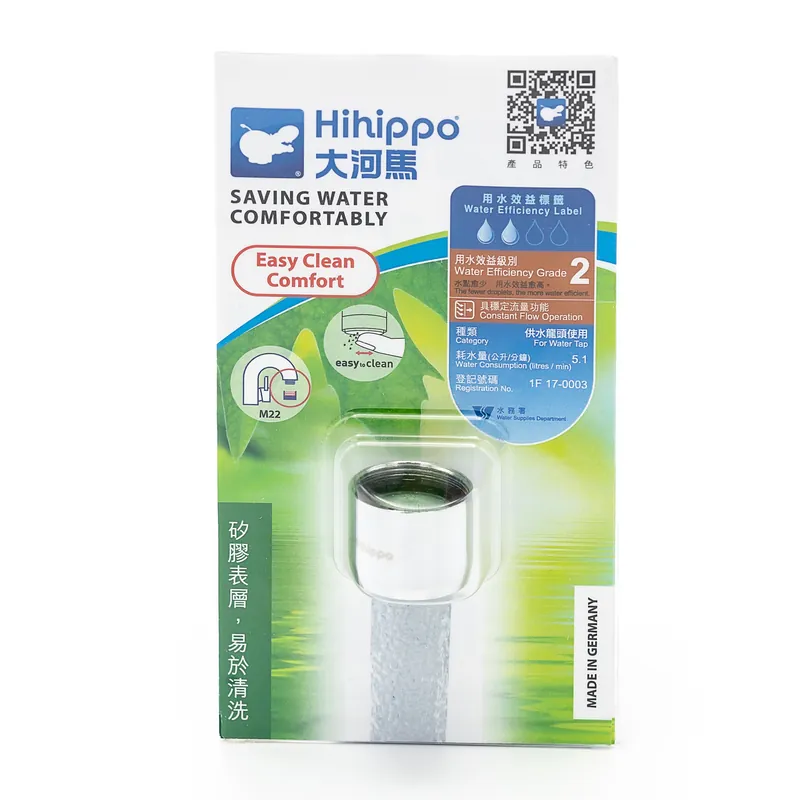 Hihippo®
大河馬
SAVING WATER
COMFORTABLY
產品特色
Easy Clean
Comfort
用水效益標籤
Water Efficiency Label
用水效益級別
Water Efficiency Grade 2
水點愈少 用水效益愈高。
The fewer droplets, the more water efficient.
具穩定流量功能
Constant Flow Operation
種類 供水龍頭使用
Category For Water Tap
耗水量(公升/分鐘) 5.1
Water Consumption (litres / min)
登記號碼 1F 17-0003
Registration No.
水務署
Water Supplies Department
easy to clean
M22
Hihippo
矽膠表層，易於清洗
MADE IN GERMANY